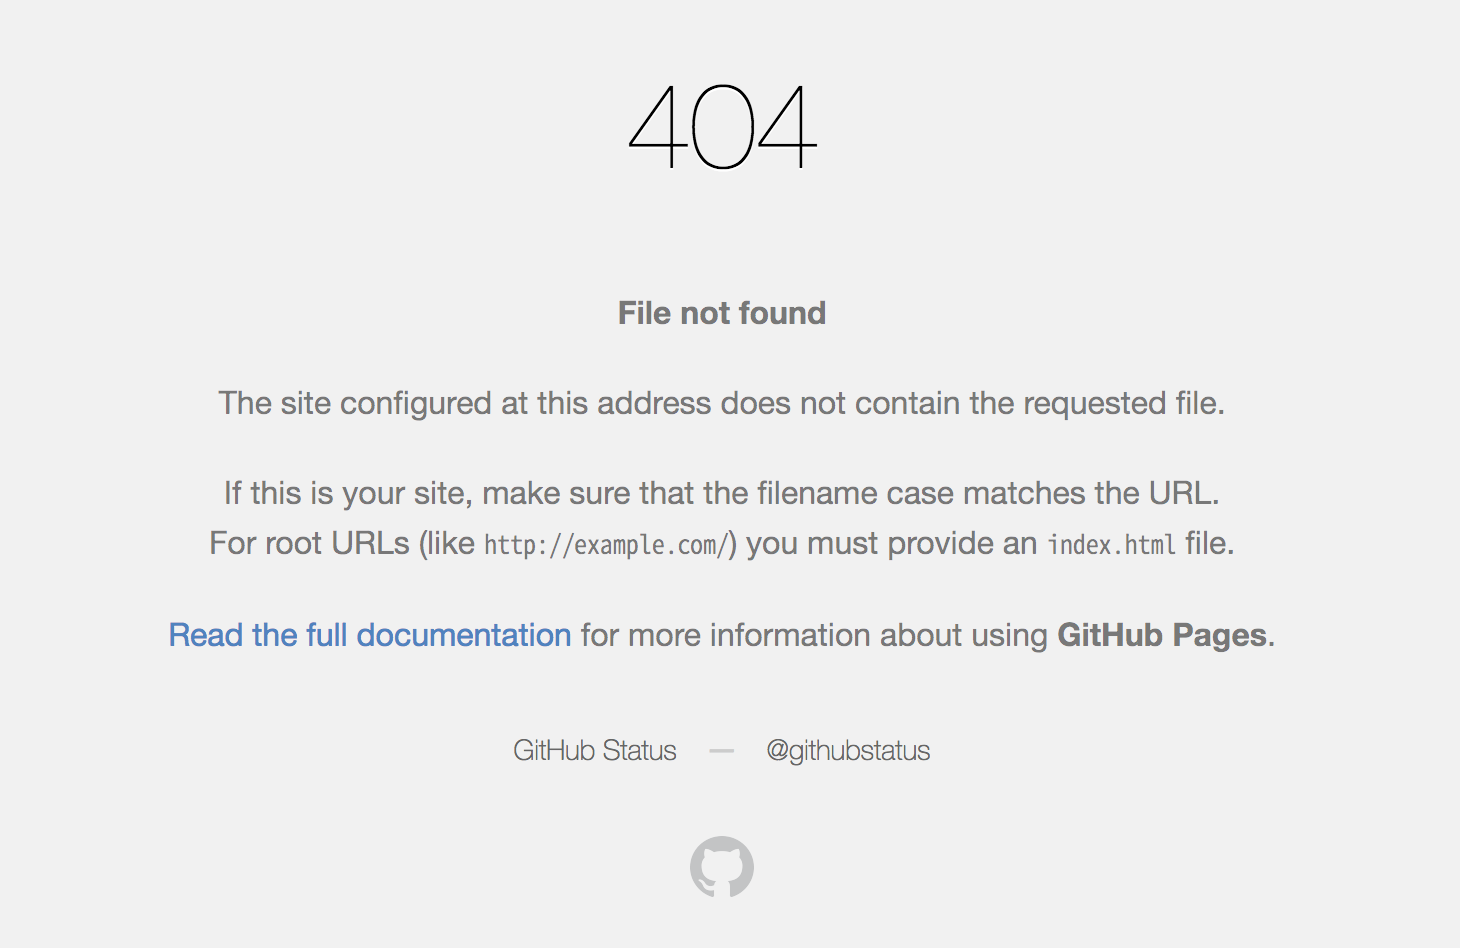 404
File not found
The site configured at this address does not contain the requested file.
If this is your site, make sure that the filename case matches the URL.
For root URLs (like http://example.com/) you must provide an index.html file.
Read the full documentation for more information about using GitHub Pages.
GitHub Status — @githubstatus